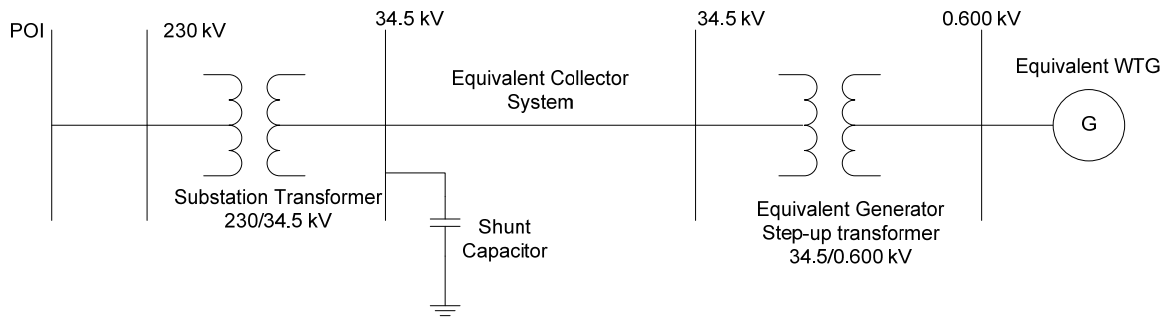 POI
230 kV
34.5 kV
34.5 kV
0.600 kV
Equivalent Collector
System
Equivalent WTG
G
Substation Transformer
230/34.5 kV
Shunt
Capacitor
Equivalent Generator
Step-up transformer
34.5/0.600 kV